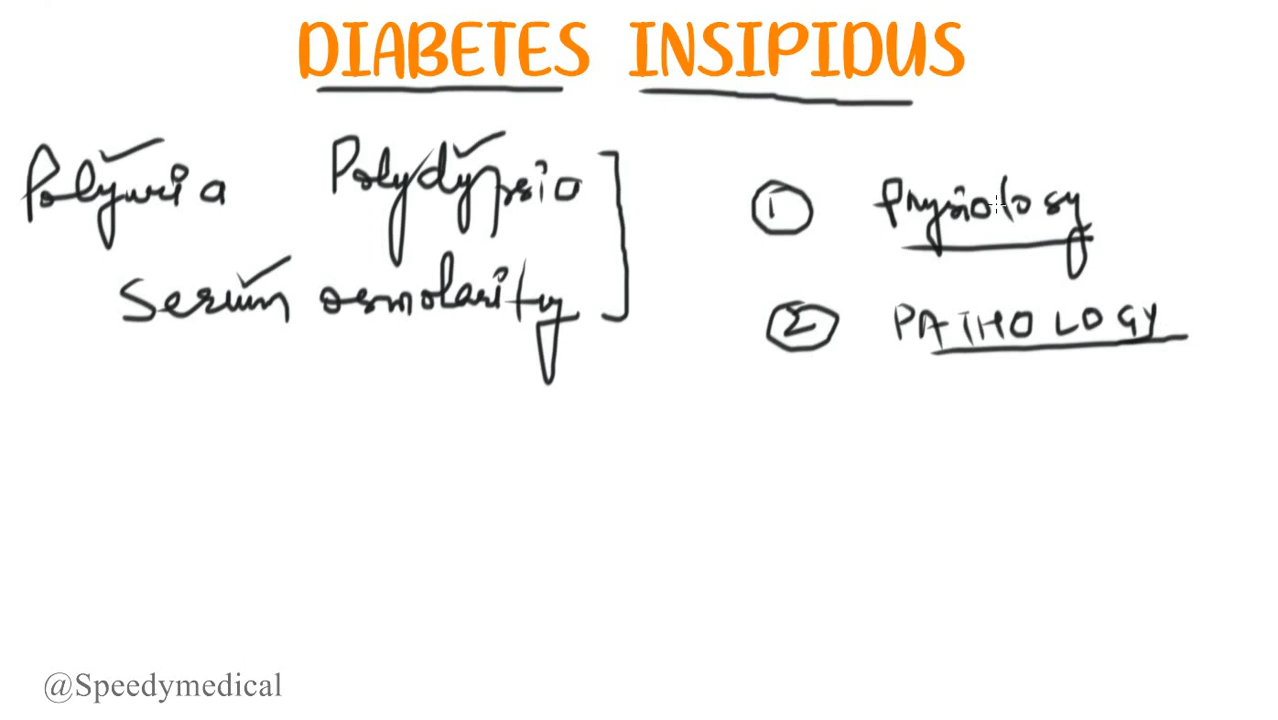 DIABETES INSIPIDUS
Polyuria Polydypsia
Serum osmolarity
① Physiology
② PATHOLOGY
@Speedymedical